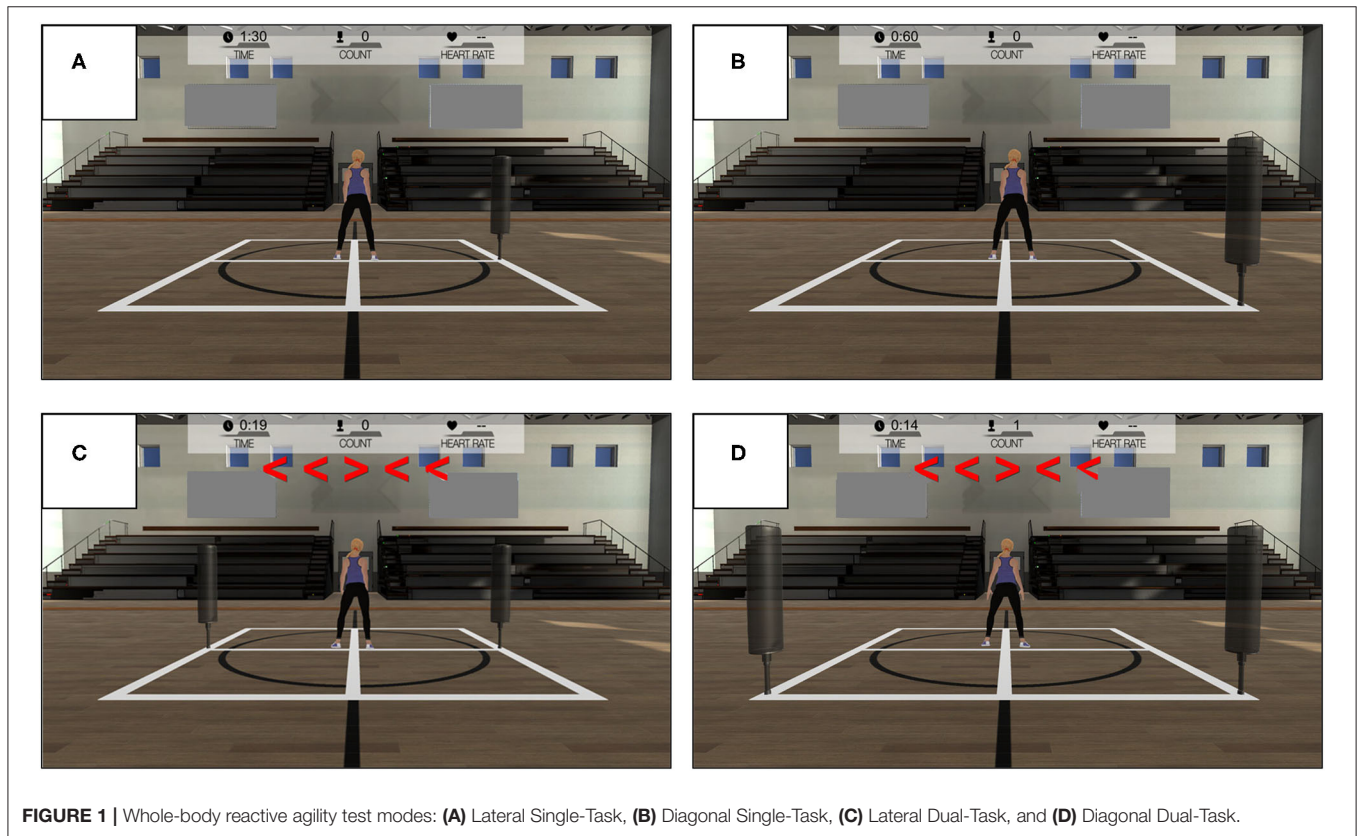 A
1:30 0 --
TIME COUNT HEART RATE
B
0:60 0 --
TIME COUNT HEART RATE
C
0:19 0 --
TIME COUNT HEART RATE
< < > < <
D
0:14 1 --
TIME COUNT HEART RATE
< < > < <
FIGURE 1 | Whole-body reactive agility test modes: (A) Lateral Single-Task, (B) Diagonal Single-Task, (C) Lateral Dual-Task, and (D) Diagonal Dual-Task.